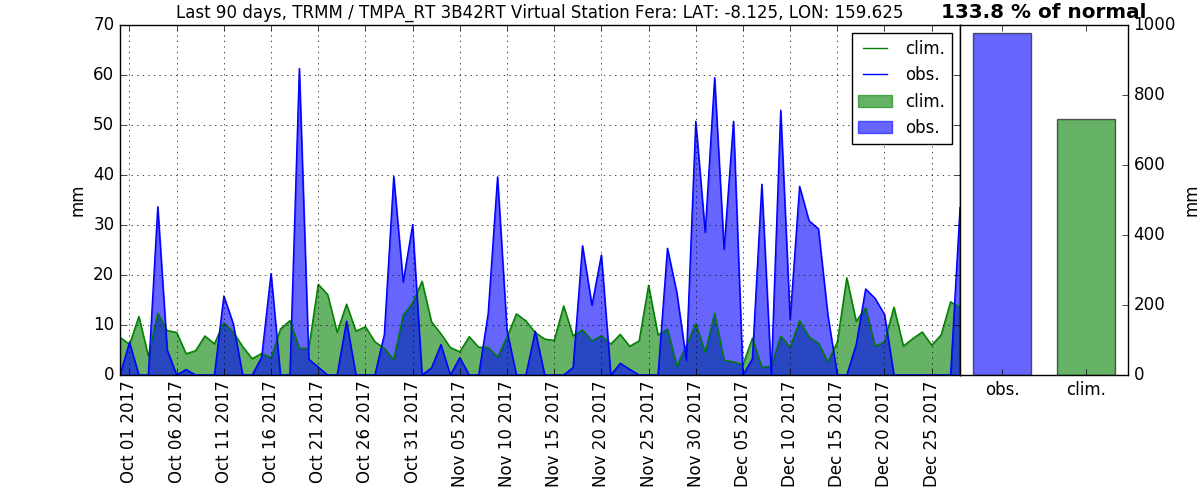 Last 90 days, TRMM / TMPA_RT 3B42RT Virtual Station Fera: LAT: -8.125, LON: 159.625
133.8 % of normal
70
60
50
40
30
20
10
0
mm
clim.
obs.
clim.
obs.
1000
800
600
400
200
0
mm
obs.
clim.
Oct 01 2017
Oct 06 2017
Oct 11 2017
Oct 16 2017
Oct 21 2017
Oct 26 2017
Oct 31 2017
Nov 05 2017
Nov 10 2017
Nov 15 2017
Nov 20 2017
Nov 25 2017
Nov 30 2017
Dec 05 2017
Dec 10 2017
Dec 15 2017
Dec 20 2017
Dec 25 2017